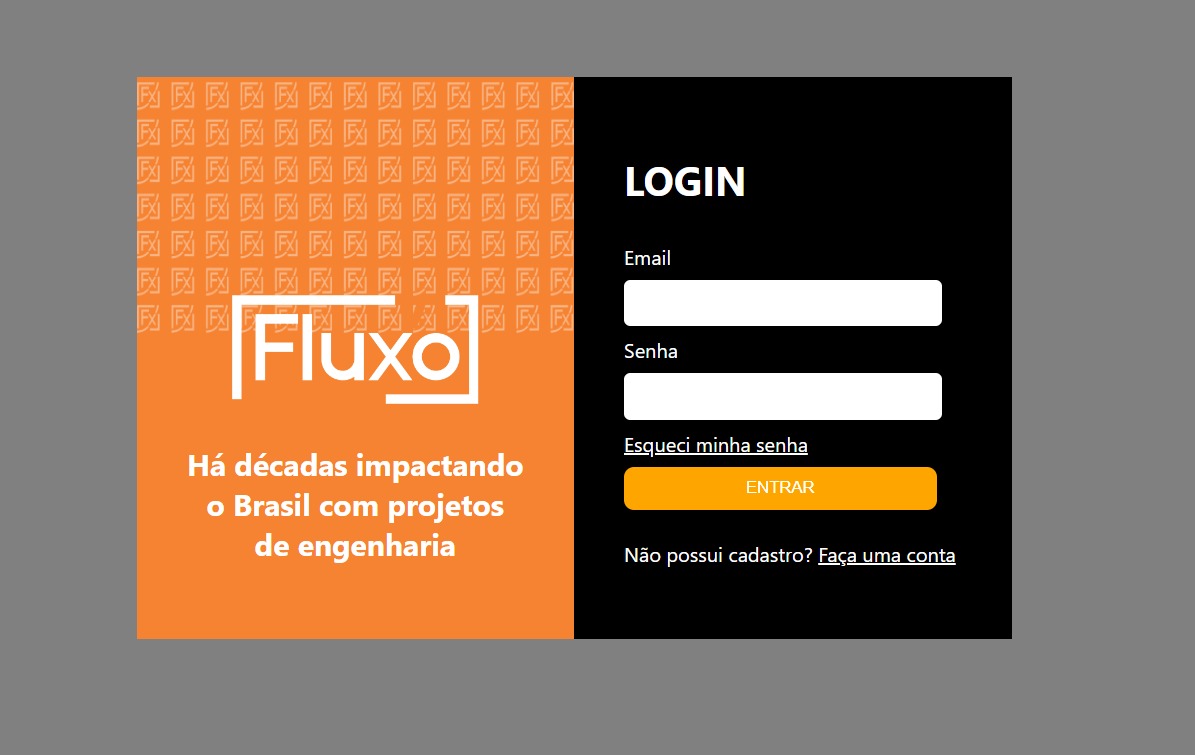 Fluxo
Há décadas impactando
o Brasil com projetos
de engenharia
LOGIN
Email
Senha
Esqueci minha senha
ENTRAR
Não possui cadastro? Faça uma conta